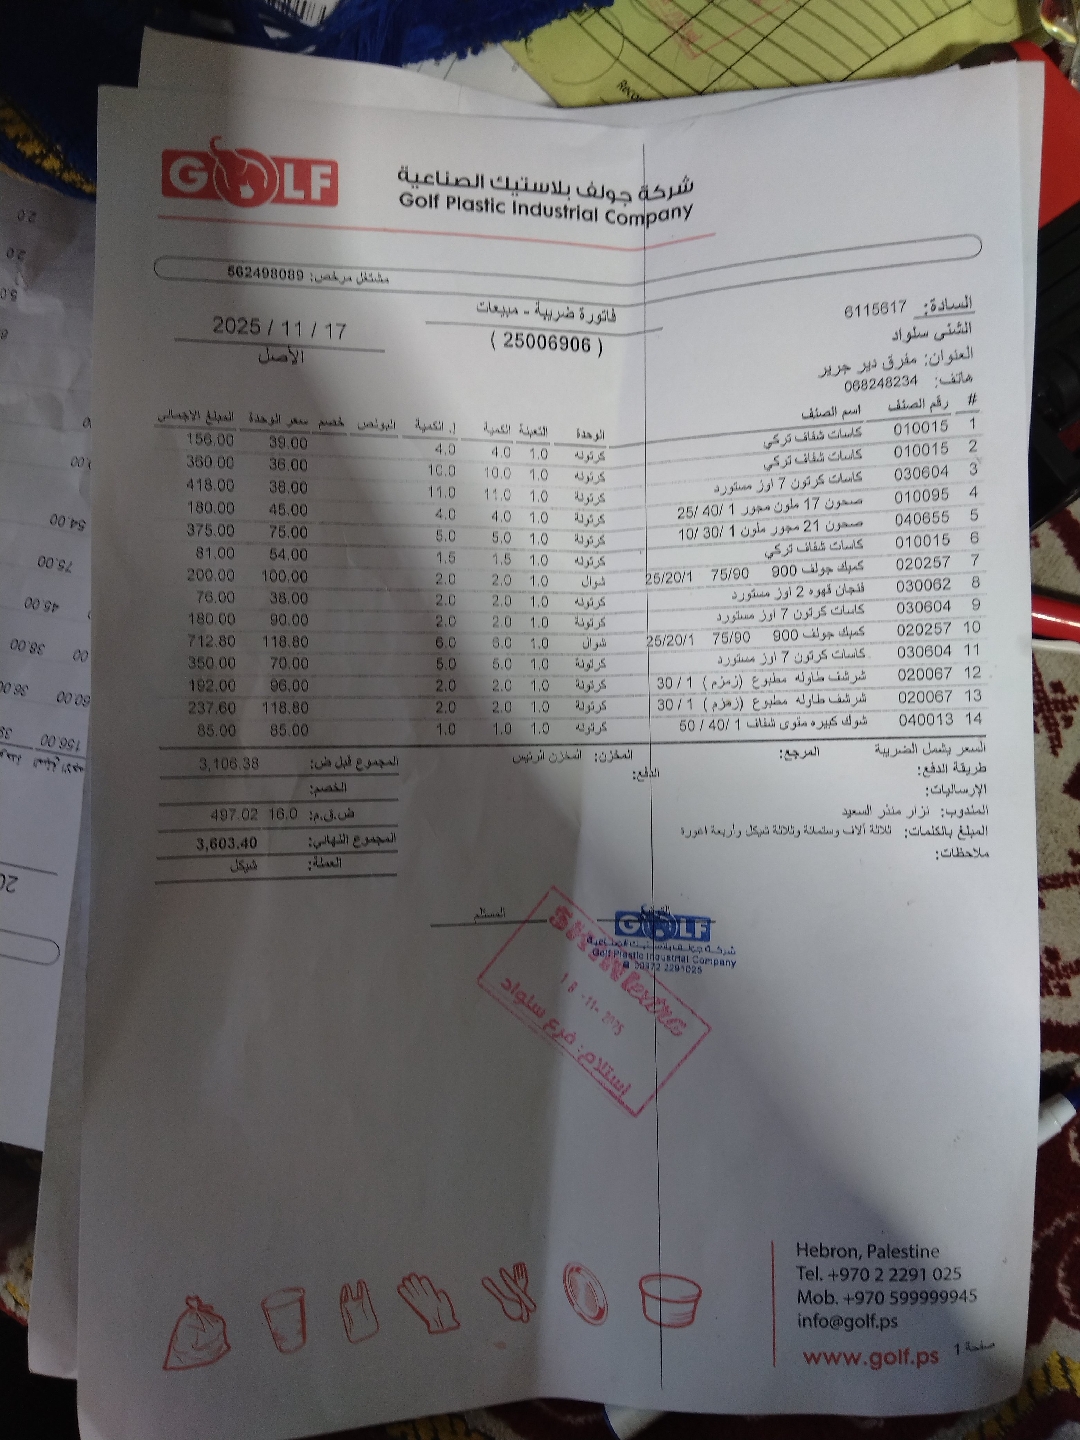 GOLF
شركة جولف بلاستيك الصناعية
Golf Plastic Industrial Company
مشتغل مرخص: 562498089
السادة: 6115617
الشني سلواد
العنوان: مفرق دير جرير
هاتف: 068248234
فاتورة ضريبية - مبيعات
( 25006906 )
2025 / 11 / 17
الأصل
# رقم الصنف اسم الصنف الوحدة التعبئة الكمية إ. الكمية البونص خصم سعر الوحدة المبلغ الاجمالي
1 010015 كاسات شفاف تركي كرتونه 1.0 4.0 4.0 39.00 156.00
2 010015 كاسات شفاف تركي كرتونه 1.0 10.0 10.0 36.00 360.00
3 030604 كاسات كرتون 7 اوز مستورد كرتونة 1.0 11.0 11.0 38.00 418.00
4 010095 صحون 17 ملون مجور 1 /40 /25 كرتونة 1.0 4.0 4.0 45.00 180.00
5 040655 صحون 21 مجور ملون 1 /30 /10 كرتونة 1.0 5.0 5.0 75.00 375.00
6 010015 كاسات شفاف تركي كرتونه 1.0 1.5 1.5 54.00 81.00
7 020257 كمبك جولف 900 75/90 25/20/1 شوال 1.0 2.0 2.0 100.00 200.00
8 030062 فنجان قهوه 2 اوز مستورد كرتونه 1.0 2.0 2.0 38.00 76.00
9 030604 كاسات كرتون 7 اوز مستورد كرتونة 1.0 2.0 2.0 90.00 180.00
10 020257 كمبك جولف 900 75/90 25/20/1 شوال 1.0 6.0 6.0 118.80 712.80
11 030604 كاسات كرتون 7 اوز مستورد كرتونة 1.0 5.0 5.0 70.00 350.00
12 020067 شرشف طاوله مطبوع (زمزم) 1 / 30 كرتونة 1.0 2.0 2.0 96.00 192.00
13 020067 شرشف طاوله مطبوع (زمزم) 1 / 30 كرتونة 1.0 2.0 2.0 118.80 237.60
14 040013 شوك كبيره مقوى شفاف 1 /40 / 50 كرتونة 1.0 1.0 1.0 85.00 85.00
السعر يشمل الضريبة المرجع: المخزن: المخزن الرئيس
طريقة الدفع: الدفع:
الإرساليات:
المندوب: نزار منذر السعيد
المبلغ بالكلمات: ثلاثة آلاف وستمائة وثلاثة شيكل وأربعة اغورة
ملاحظات:
المجموع قبل ض: 3,106.38
الخصم:
ض.ق.م: 16.0 497.02
المجموع النهائي: 3,603.40
العملة: شيكل
المستلم
GOLF
شركة جولف بلاستيك الصناعية
Golf Plastic Industrial Company
00972 2291025
extra
18 -11- 2025
استلام: فرع سلواد
Hebron, Palestine
Tel. +970 2 2291 025
Mob. +970 599999945
info@golf.ps
www.golf.ps
صفحة 1